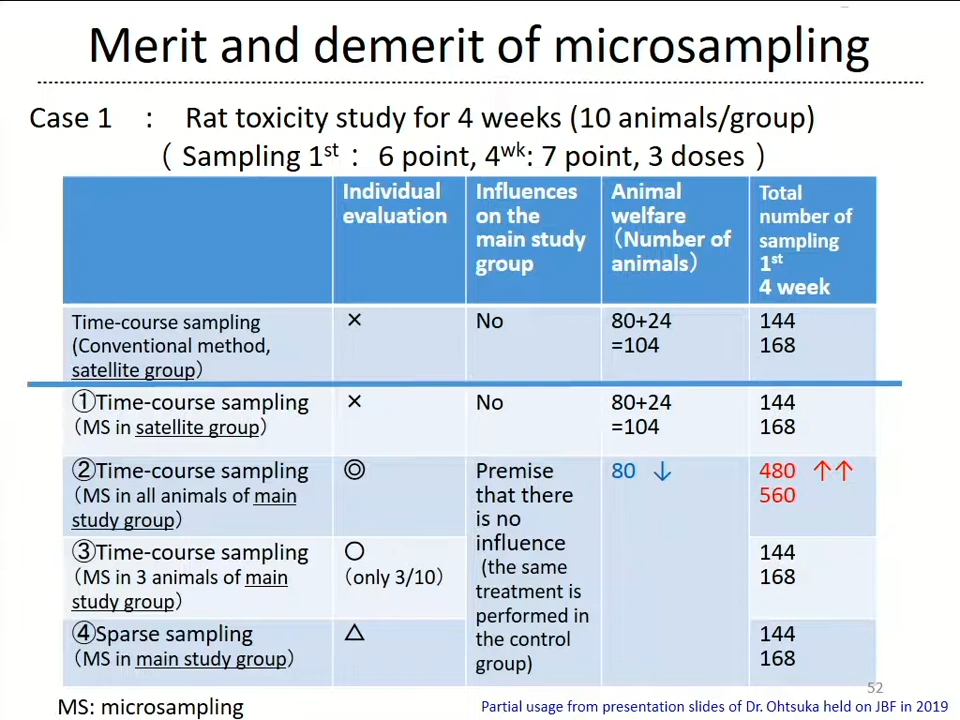 Merit and demerit of microsampling
Case 1 : Rat toxicity study for 4 weeks (10 animals/group)
( Sampling 1st : 6 point, 4wk: 7 point, 3 doses )
Individual evaluation
Influences on the main study group
Animal welfare (Number of animals)
Total number of sampling 1st 4 week
Time-course sampling
(Conventional method,
satellite group)
×
No
80+24
=104
144
168
①Time-course sampling
(MS in satellite group)
×
No
80+24
=104
144
168
②Time-course sampling
(MS in all animals of main
study group)
◎
Premise
that there
is no
influence
(the same
treatment is
performed in
the control
group)
80 ↓
480 ↑↑
560
③Time-course sampling
(MS in 3 animals of main
study group)
○
(only 3/10)
144
168
④Sparse sampling
(MS in main study group)
△
144
168
52
MS: microsampling
Partial usage from presentation slides of Dr. Ohtsuka held on JBF in 2019